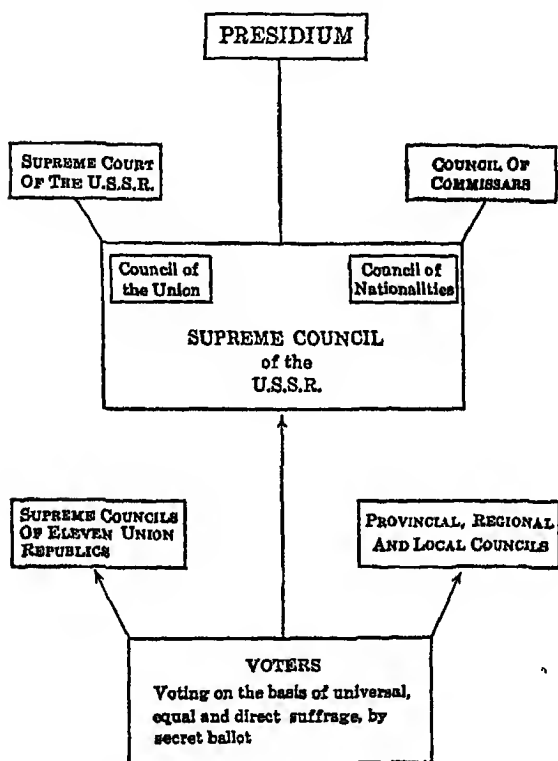 PRESIDIUM
SUPREME COURT
OF THE U.S.S.R.
COUNCIL OF
COMMISSARS
Council of
the Union
Council of
Nationalities
SUPREME COUNCIL
of the
U.S.S.R.
SUPREME COUNCILS
OF ELEVEN UNION
REPUBLICS
PROVINCIAL, REGIONAL
AND LOCAL COUNCILS
VOTERS
Voting on the basis of universal,
equal and direct suffrage, by
secret ballot